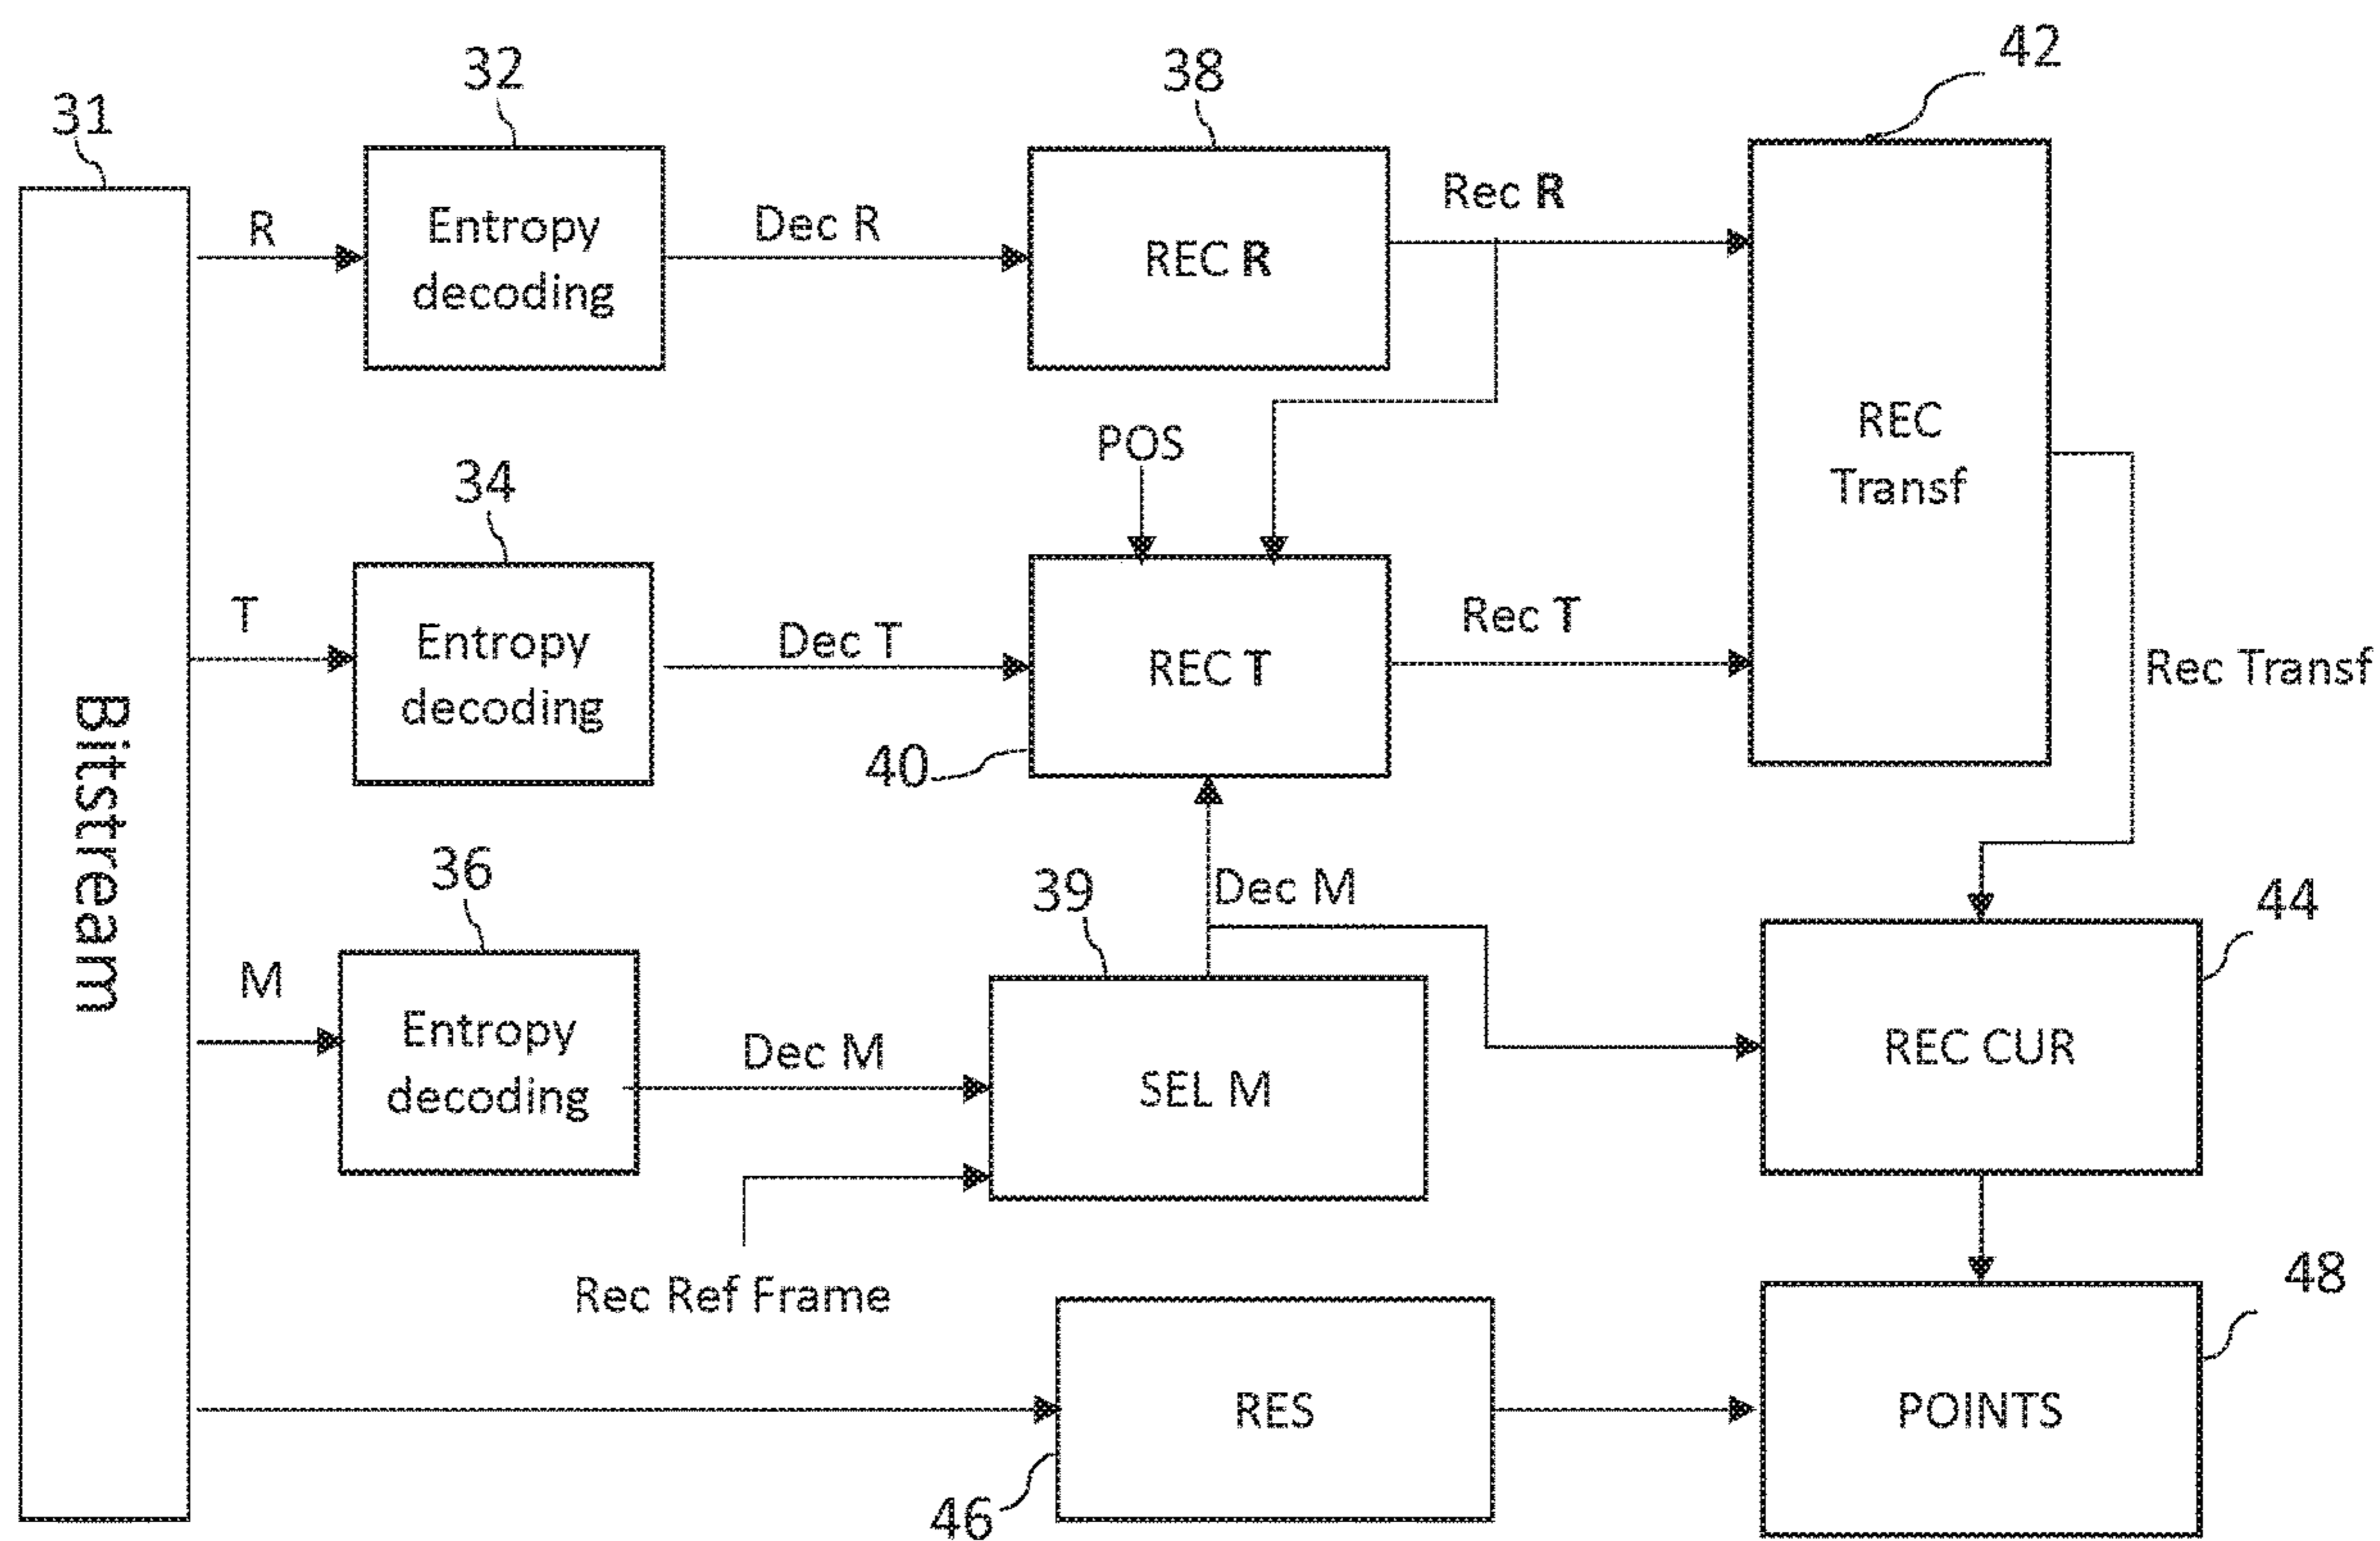 42
32
38
31
Rec R
R
Entropy
decoding
Dec R
REC R
POS
REC
Transf
34
T
Entropy
decoding
Dec T
REC T
Rec T
Rec Transf
40
Bitstream
36
39
Dec M
44
M
Entropy
decoding
Dec M
SEL M
REC CUR
Rec Ref Frame
48
RES
POINTS
46